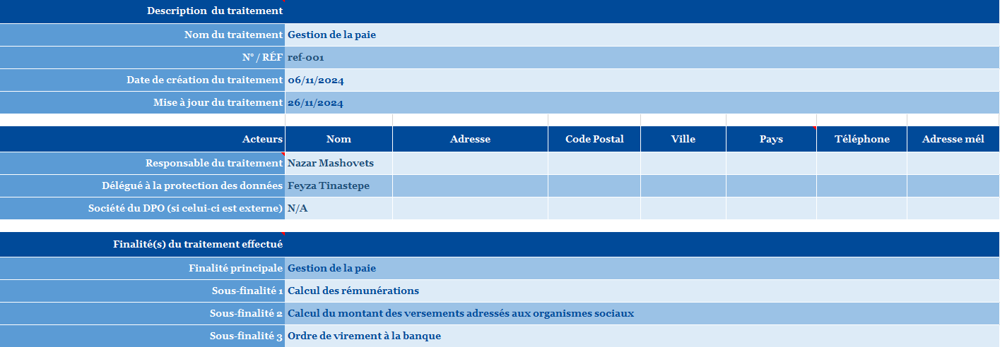 Description  du traitement
Nom du traitement Gestion de la paie
N° / RÉF ref-001
Date de création du traitement 06/11/2024
Mise à jour du traitement 26/11/2024
Acteurs Nom Adresse Code Postal Ville Pays Téléphone Adresse mél
Responsable du traitement Nazar Mashovets
Délégué à la protection des données Feyza Tinastepe
Société du DPO (si celui-ci est externe) N/A
Finalité(s) du traitement effectué
Finalité principale Gestion de la paie
Sous-finalité 1 Calcul des rémunérations
Sous-finalité 2 Calcul du montant des versements adressés aux organismes sociaux
Sous-finalité 3 Ordre de virement à la banque